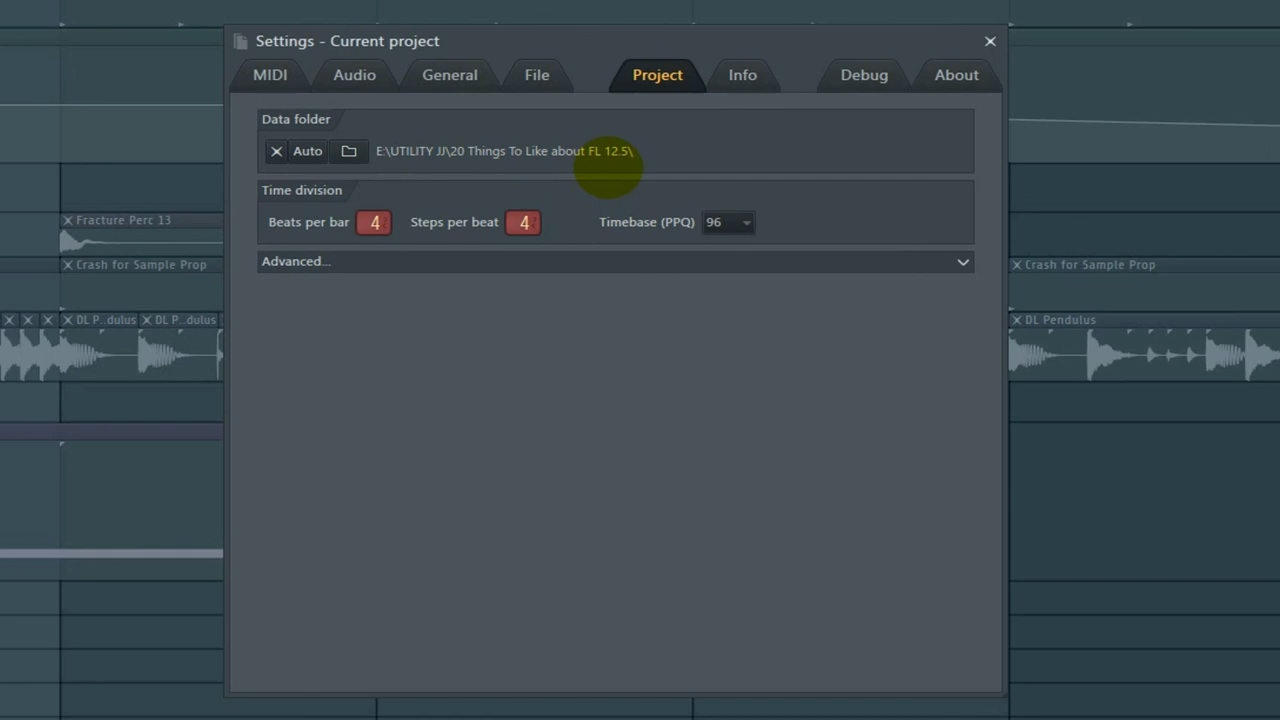 Settings - Current project
MIDI Audio General File Project Info Debug About
Data folder
Auto E:\UTILITY JJ\20 Things To Like about FL 12.5\
Time division
Beats per bar 4 Steps per beat 4 Timebase (PPQ) 96
Advanced...
Fracture Perc 13
Crash for Sample Prop
Crash for Sample Prop
DL P..dulus DL P..dulus
DL Pendulus